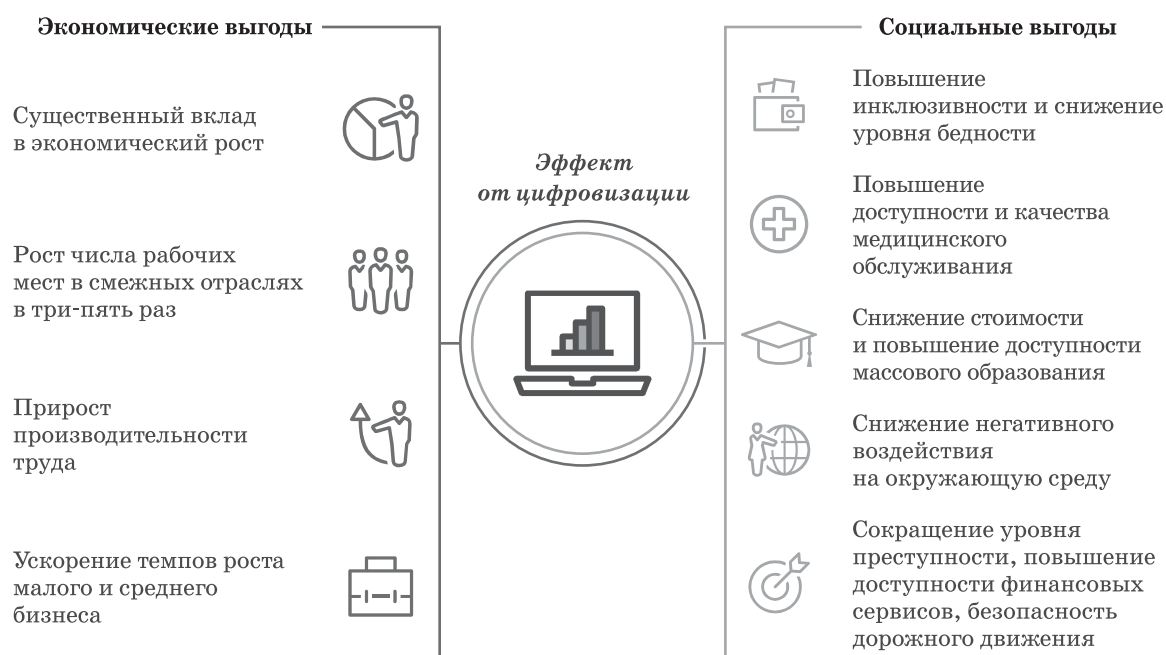 Экономические выгоды
Существенный вклад
в экономический рост
Рост числа рабочих
мест в смежных отраслях
в три-пять раз
Прирост
производительности
труда
Ускорение темпов роста
малого и среднего
бизнеса
Эффект
от цифровизации
Социальные выгоды
Повышение
инклюзивности и снижение
уровня бедности
Повышение
доступности и качества
медицинского
обслуживания
Снижение стоимости
и повышение доступности
массового образования
Снижение негативного
воздействия
на окружающую среду
Сокращение уровня
преступности, повышение
доступности финансовых
сервисов, безопасность
дорожного движения